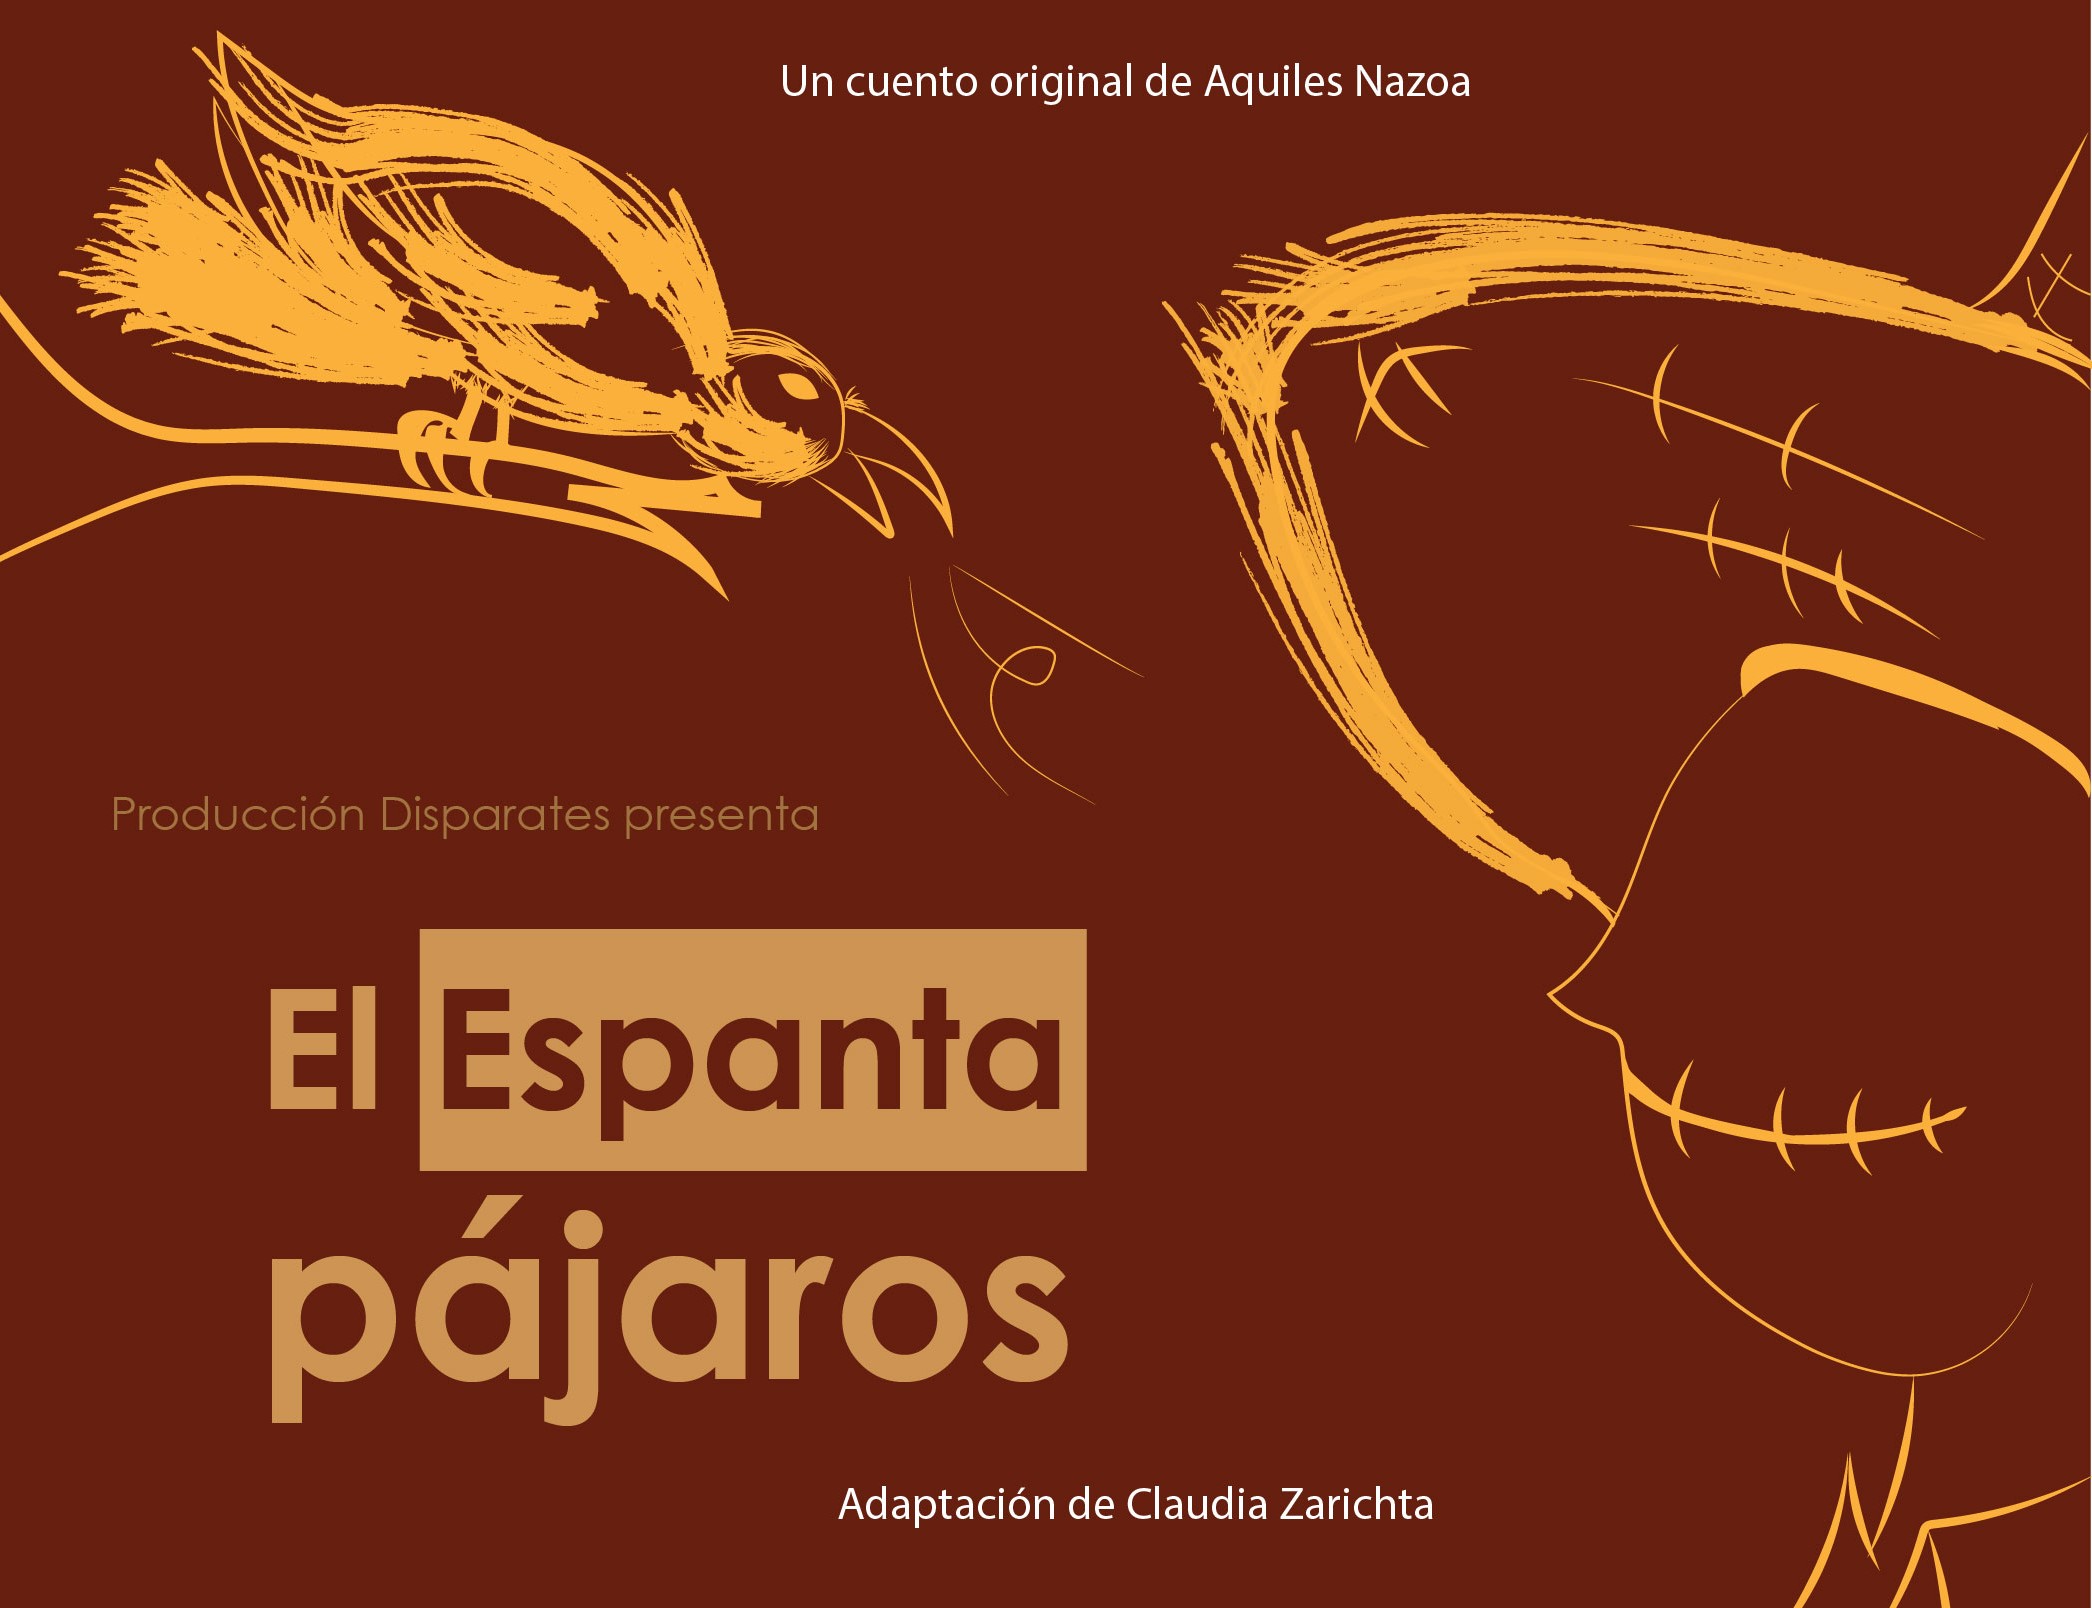 Un cuento original de Aquiles Nazoa
Producción Disparates presenta
El Espanta
pájaros
Adaptación de Claudia Zarichta